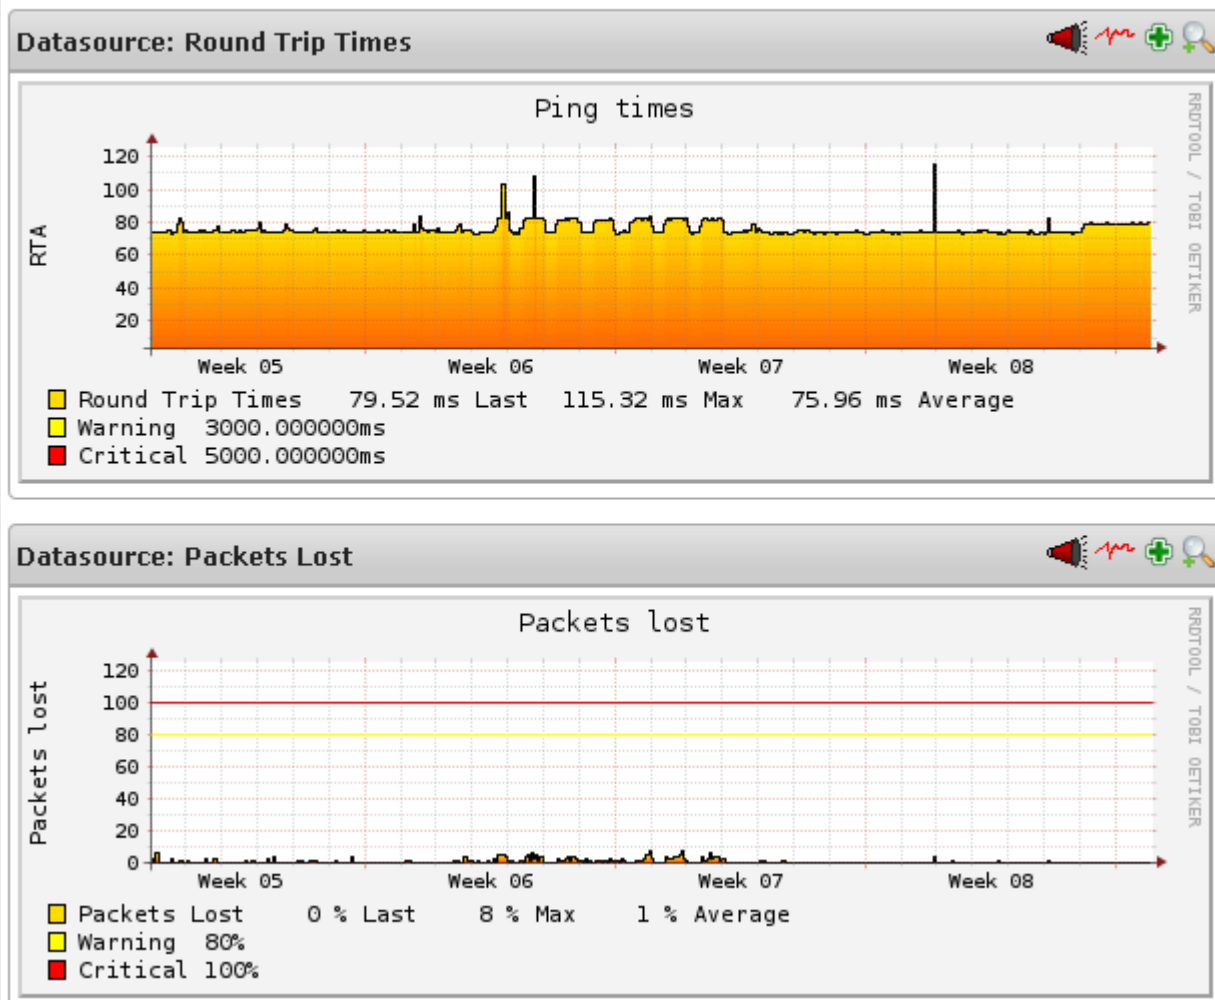 Datasource: Round Trip Times
Ping times
RRDTOOL / TOBI OETIKER
RTA
120
100
80
60
40
20
Week 05 Week 06 Week 07 Week 08
Round Trip Times 79.52 ms Last 115.32 ms Max 75.96 ms Average
Warning 3000.000000ms
Critical 5000.000000ms
Datasource: Packets Lost
Packets lost
RRDTOOL / TOBI OETIKER
Packets lost
120
100
80
60
40
20
0
Week 05 Week 06 Week 07 Week 08
Packets Lost 0 % Last 8 % Max 1 % Average
Warning 80%
Critical 100%